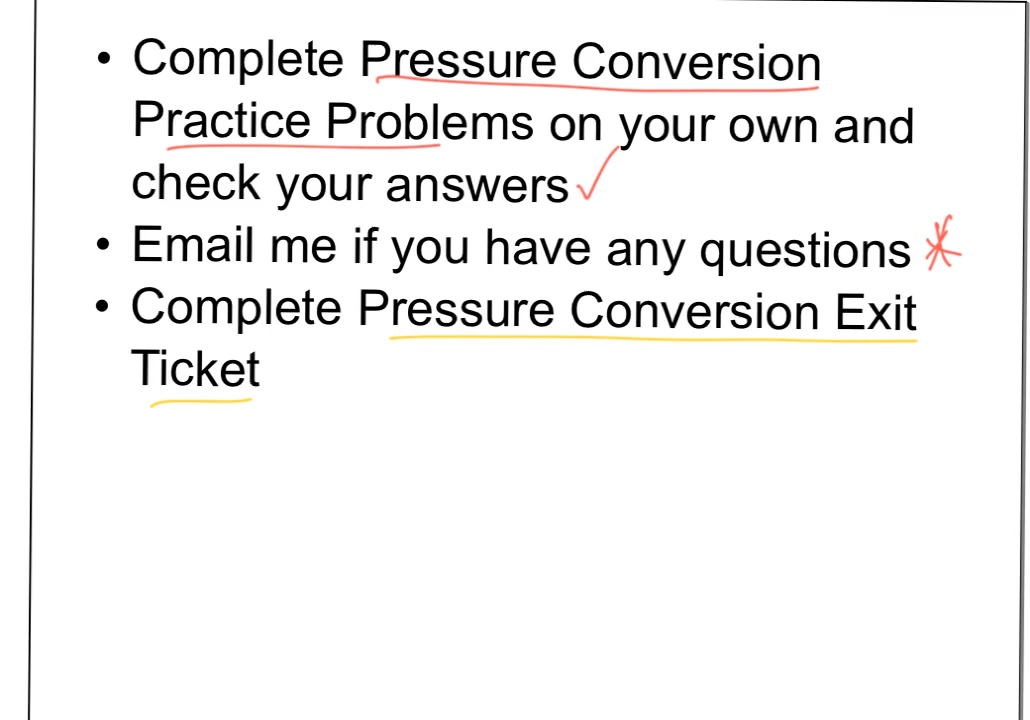 • Complete Pressure Conversion
Practice Problems on your own and
check your answers ✓
• Email me if you have any questions *
• Complete Pressure Conversion Exit
Ticket